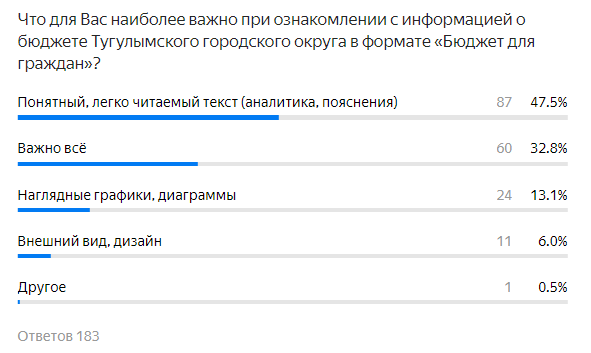 Что для Вас наиболее важно при ознакомлении с информацией о
бюджете Тугулымского городского округа в формате «Бюджет для
граждан»?
Понятный, легко читаемый текст (аналитика, пояснения) 87 47.5%
Важно всё 60 32.8%
Наглядные графики, диаграммы 24 13.1%
Внешний вид, дизайн 11 6.0%
Другое 1 0.5%
Ответов 183